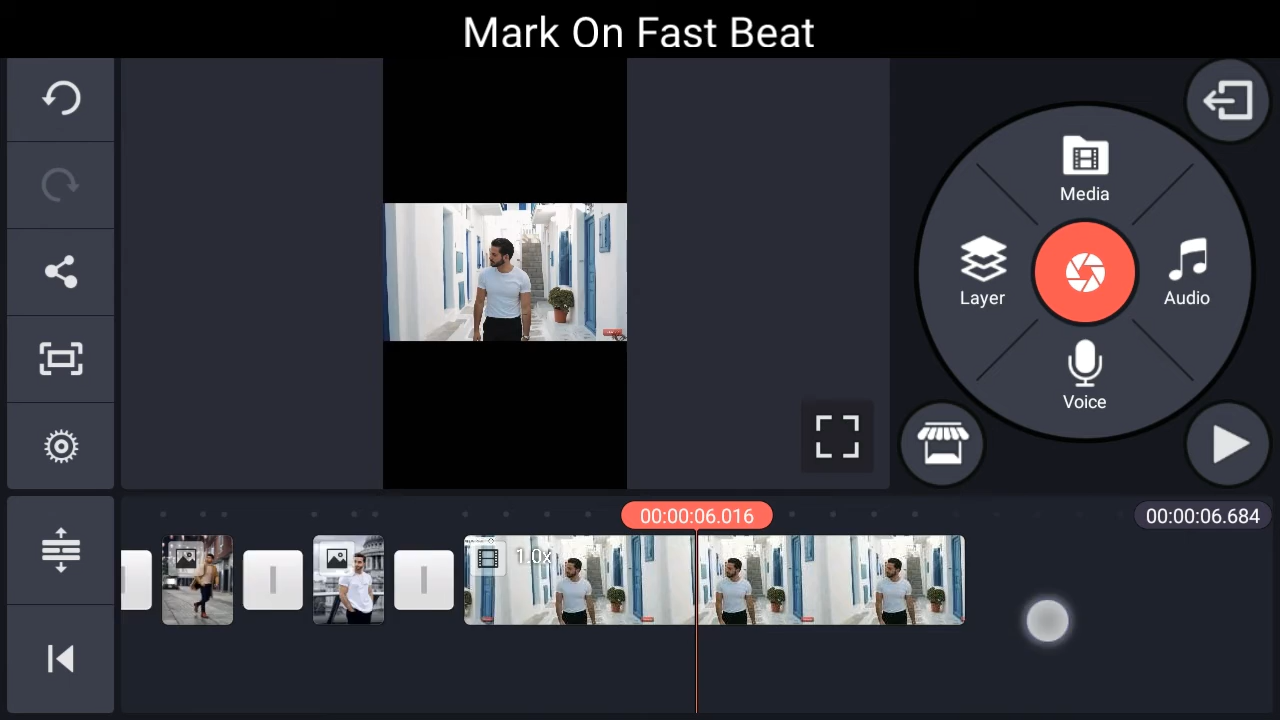 Mark On Fast Beat
Media
Layer
Audio
Voice
00:00:06.016
00:00:06.684
1.0x